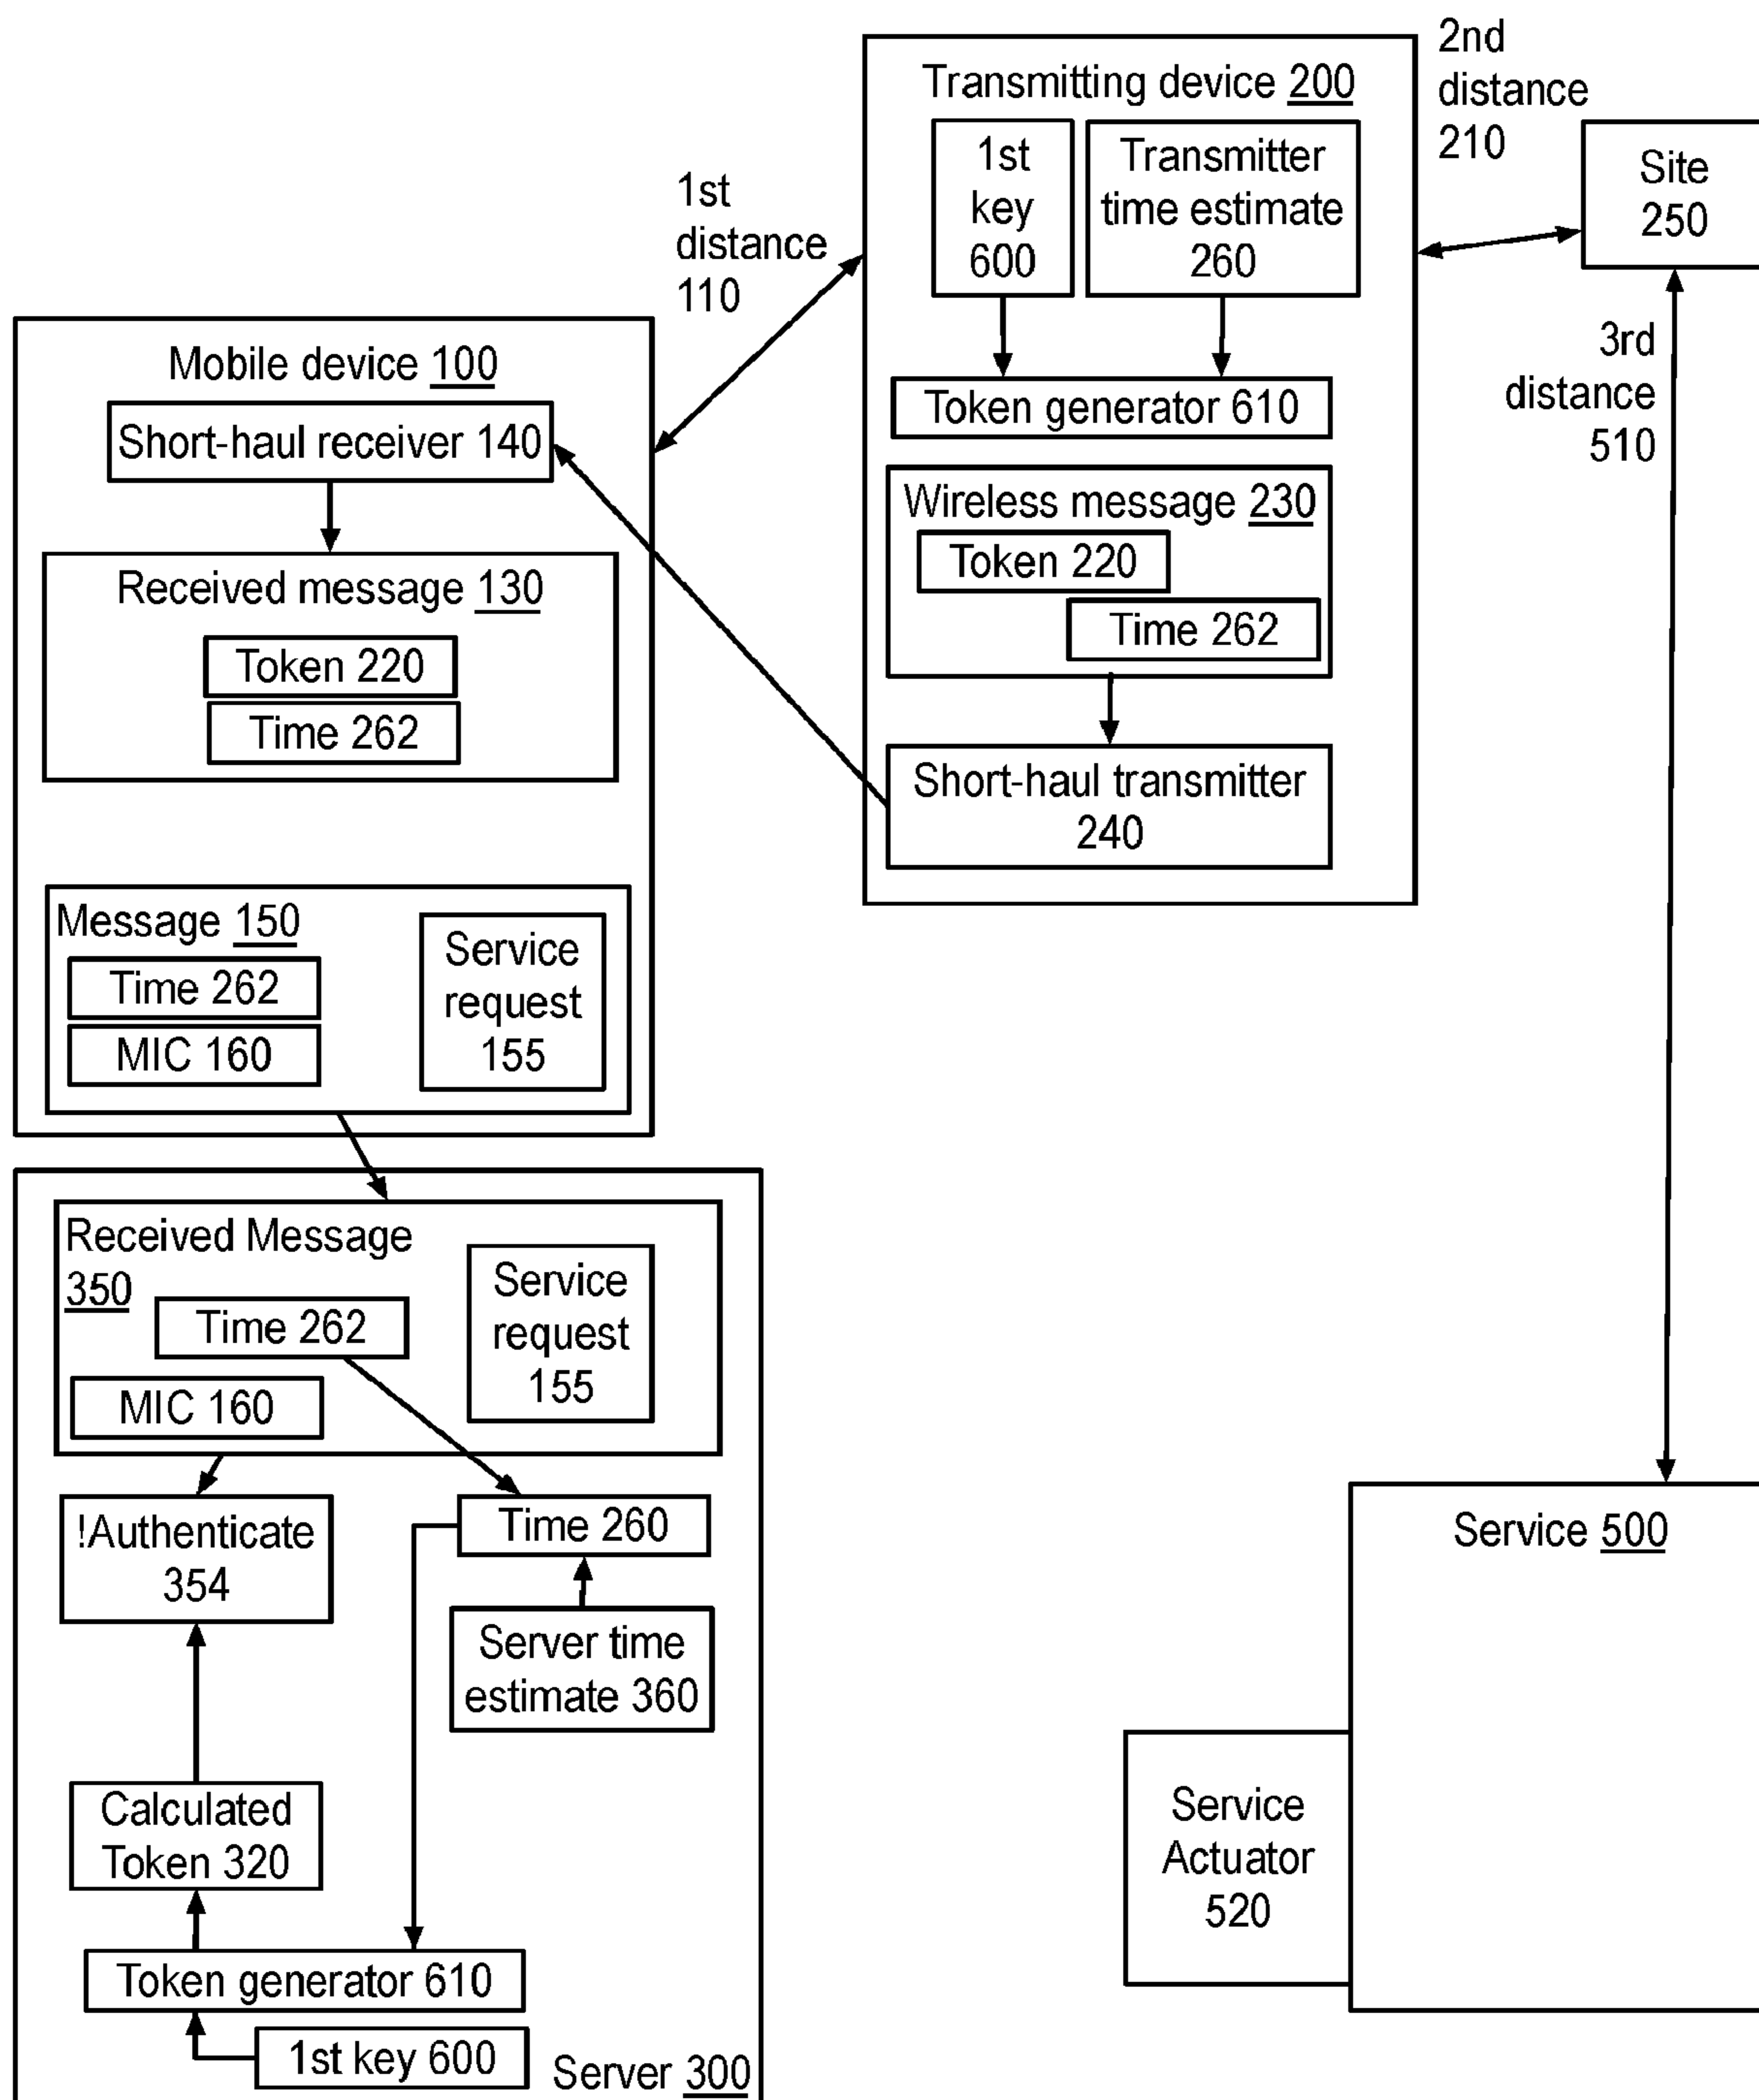 2nd
distance
210
Transmitting device 200
1st
key
600
Transmitter
time estimate
260
Site
250
1st
distance
110
3rd
distance
510
Token generator 610
Mobile device 100
Short-haul receiver 140
Wireless message 230
Token 220
Time 262
Received message 130
Token 220
Time 262
Short-haul transmitter
240
Message 150
Time 262
MIC 160
Service
request
155
Received Message
350
Time 262
MIC 160
Service
request
155
!Authenticate
354
Time 260
Server time
estimate 360
Calculated
Token 320
Token generator 610
1st key 600
Server 300
Service 500
Service
Actuator
520